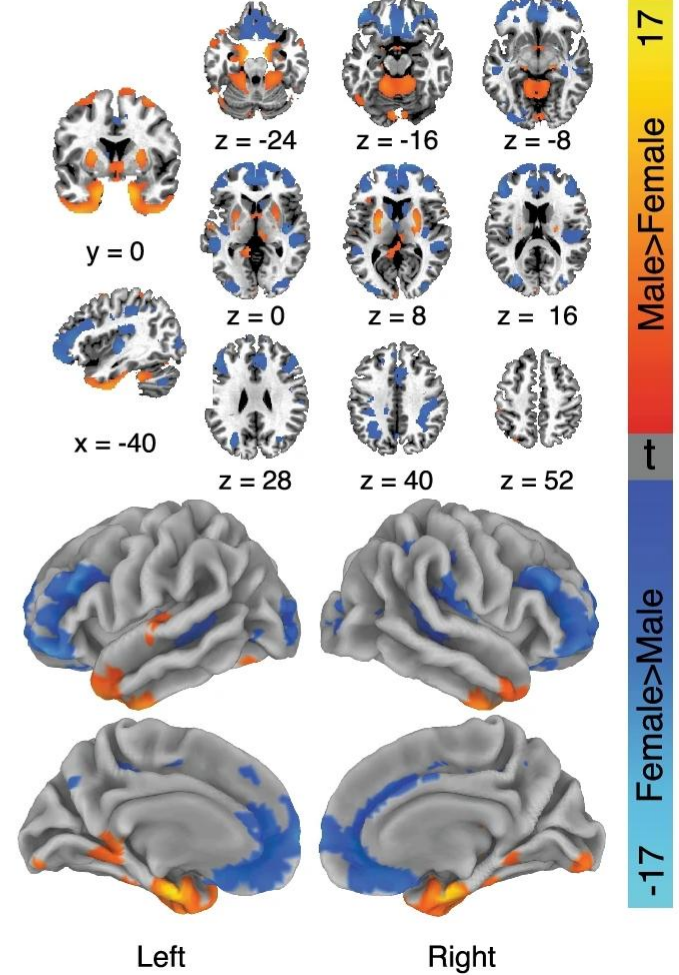 z = -24
z = -16
z = -8
y = 0
z = 0
z = 8
z = 16
x = -40
z = 28
z = 40
z = 52
Left
Right
17
Male>Female
t
Female>Male
-17